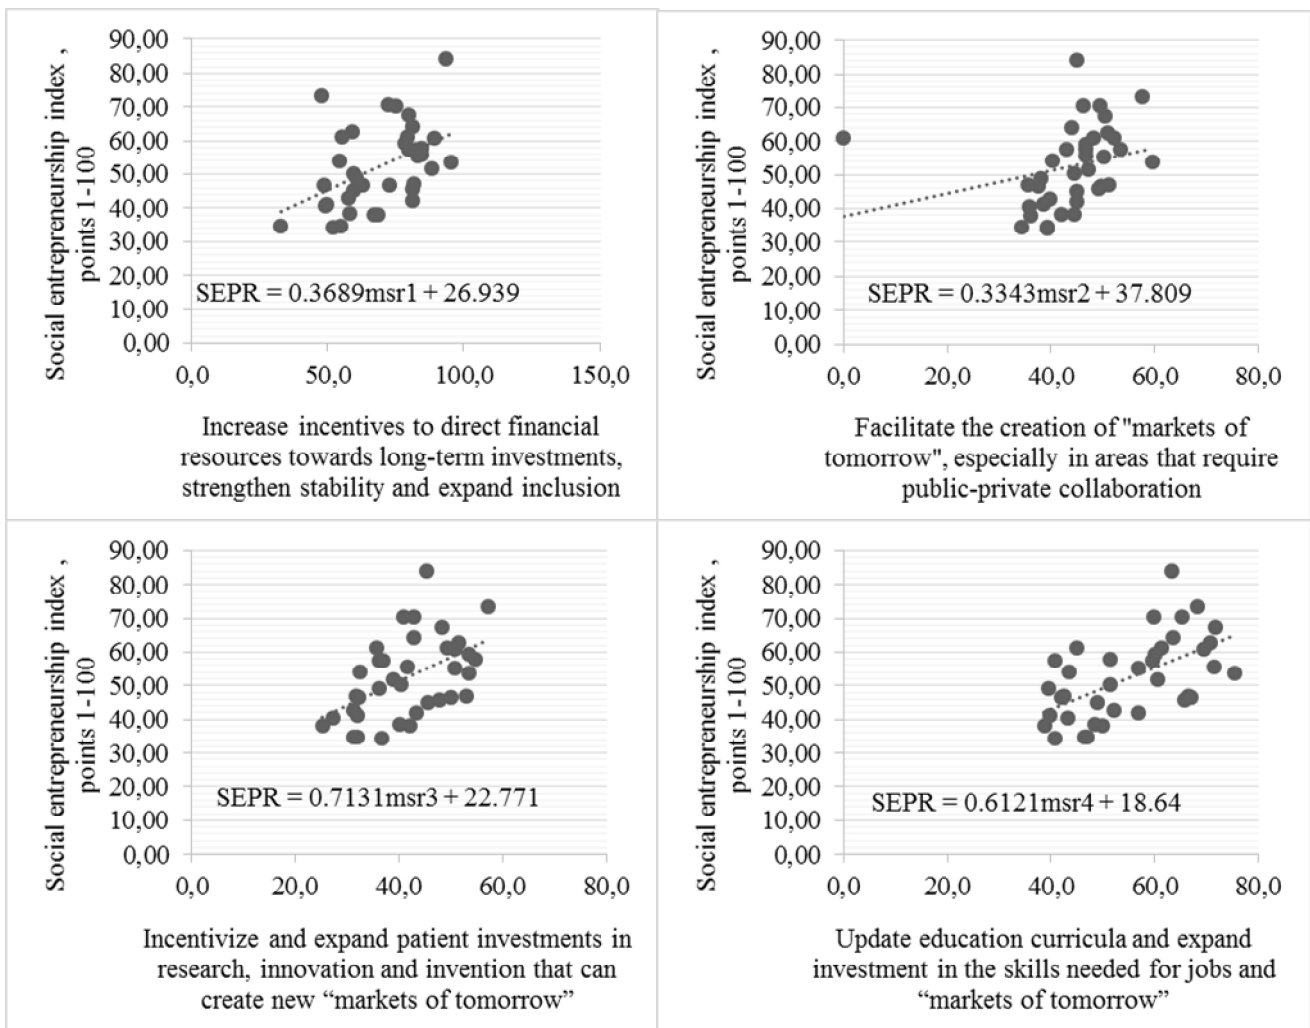 Social entrepreneurship index ,
points 1-100
90,00
80,00
70,00
60,00
50,00
40,00
30,00
20,00
10,00
0,00
SEPR = 0.3689msr1 + 26.939
0,0 50,0 100,0 150,0
Increase incentives to direct financial
resources towards long-term investments,
strengthen stability and expand inclusion
Social entrepreneurship index ,
points 1-100
90,00
80,00
70,00
60,00
50,00
40,00
30,00
20,00
10,00
0,00
SEPR = 0.3343msr2 + 37.809
0,0 20,0 40,0 60,0 80,0
Facilitate the creation of "markets of
tomorrow", especially in areas that require
public-private collaboration
Social entrepreneurship index ,
points 1-100
90,00
80,00
70,00
60,00
50,00
40,00
30,00
20,00
10,00
0,00
SEPR = 0.7131msr3 + 22.771
0,0 20,0 40,0 60,0 80,0
Incentivize and expand patient investments in
research, innovation and invention that can
create new “markets of tomorrow”
Social entrepreneurship index ,
points 1-100
90,00
80,00
70,00
60,00
50,00
40,00
30,00
20,00
10,00
0,00
SEPR = 0.6121msr4 + 18.64
0,0 20,0 40,0 60,0 80,0
Update education curricula and expand
investment in the skills needed for jobs and
“markets of tomorrow”